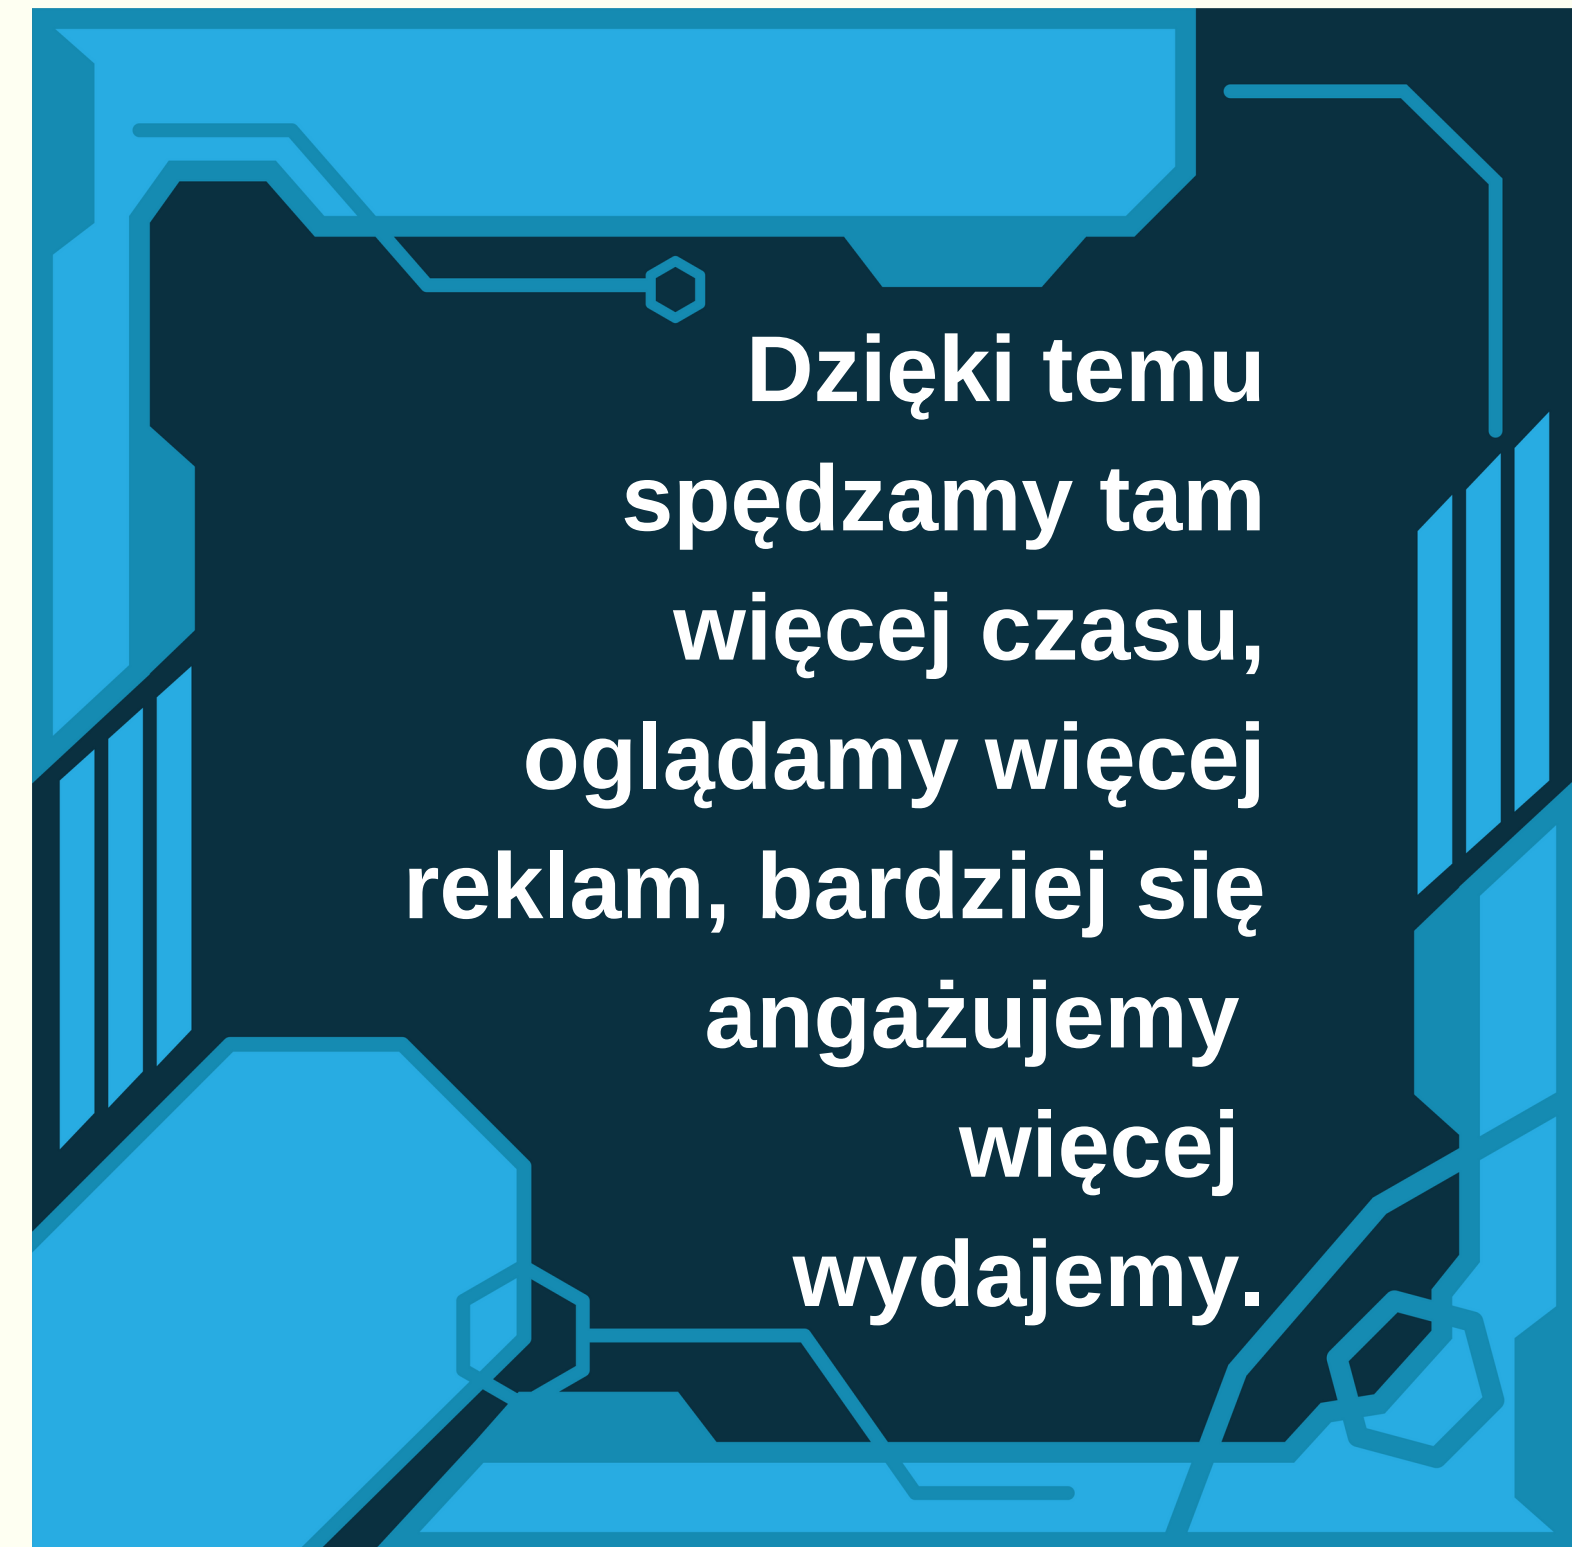 Dzięki temu
spędzamy tam
więcej czasu,
oglądamy więcej
reklam, bardziej się
angażujemy
więcej
wydajemy.